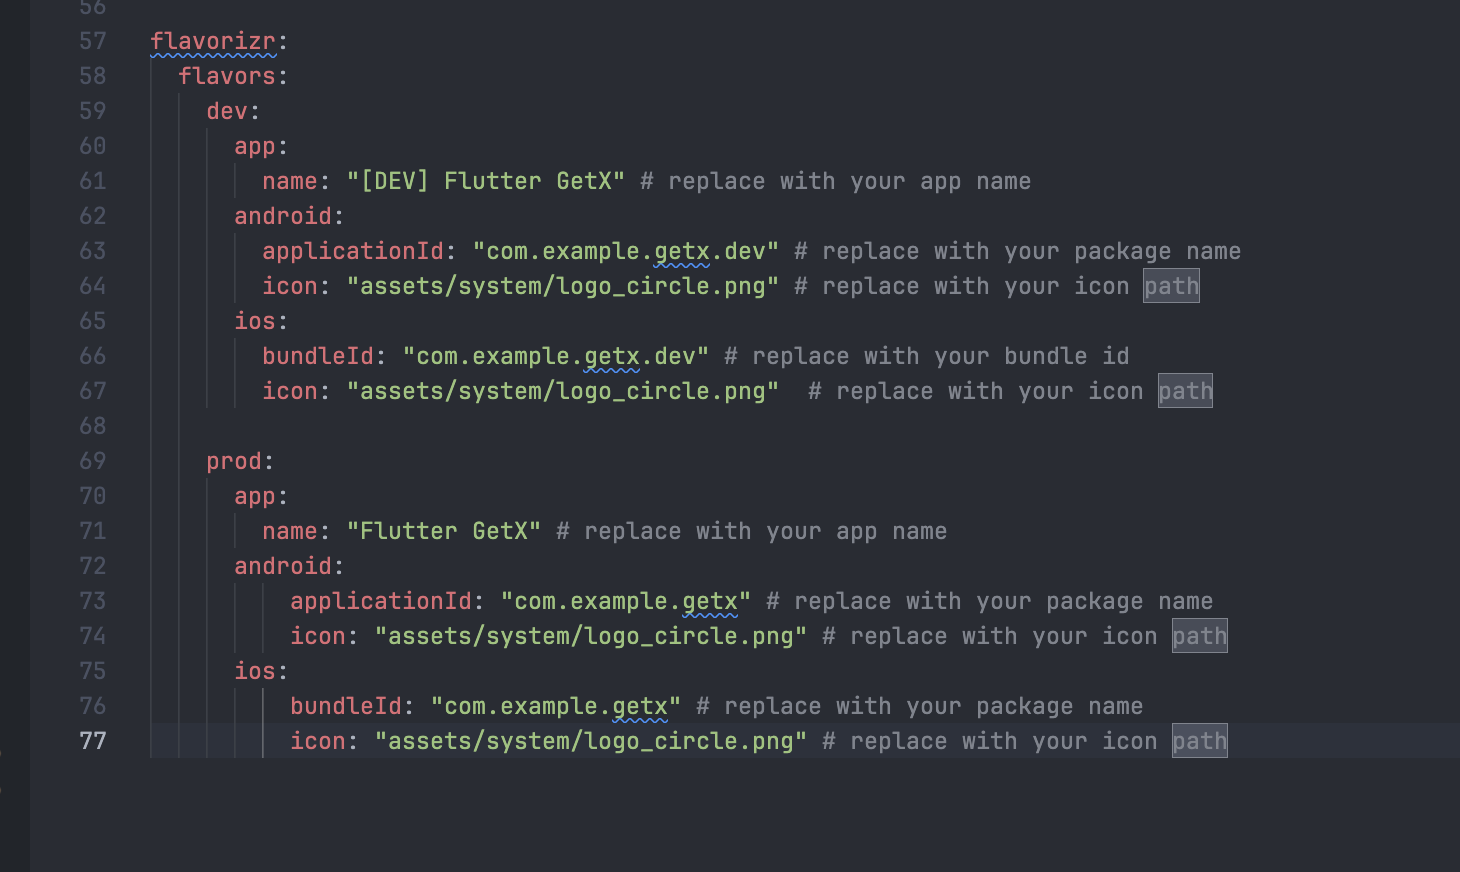 56
57 flavorizr:
58   flavors:
59     dev:
60       app:
61         name: "[DEV] Flutter GetX" # replace with your app name
62       android:
63         applicationId: "com.example.getx.dev" # replace with your package name
64         icon: "assets/system/logo_circle.png" # replace with your icon path
65       ios:
66         bundleId: "com.example.getx.dev" # replace with your bundle id
67         icon: "assets/system/logo_circle.png"  # replace with your icon path
68
69     prod:
70       app:
71         name: "Flutter GetX" # replace with your app name
72       android:
73           applicationId: "com.example.getx" # replace with your package name
74           icon: "assets/system/logo_circle.png" # replace with your icon path
75       ios:
76           bundleId: "com.example.getx" # replace with your package name
77           icon: "assets/system/logo_circle.png" # replace with your icon path